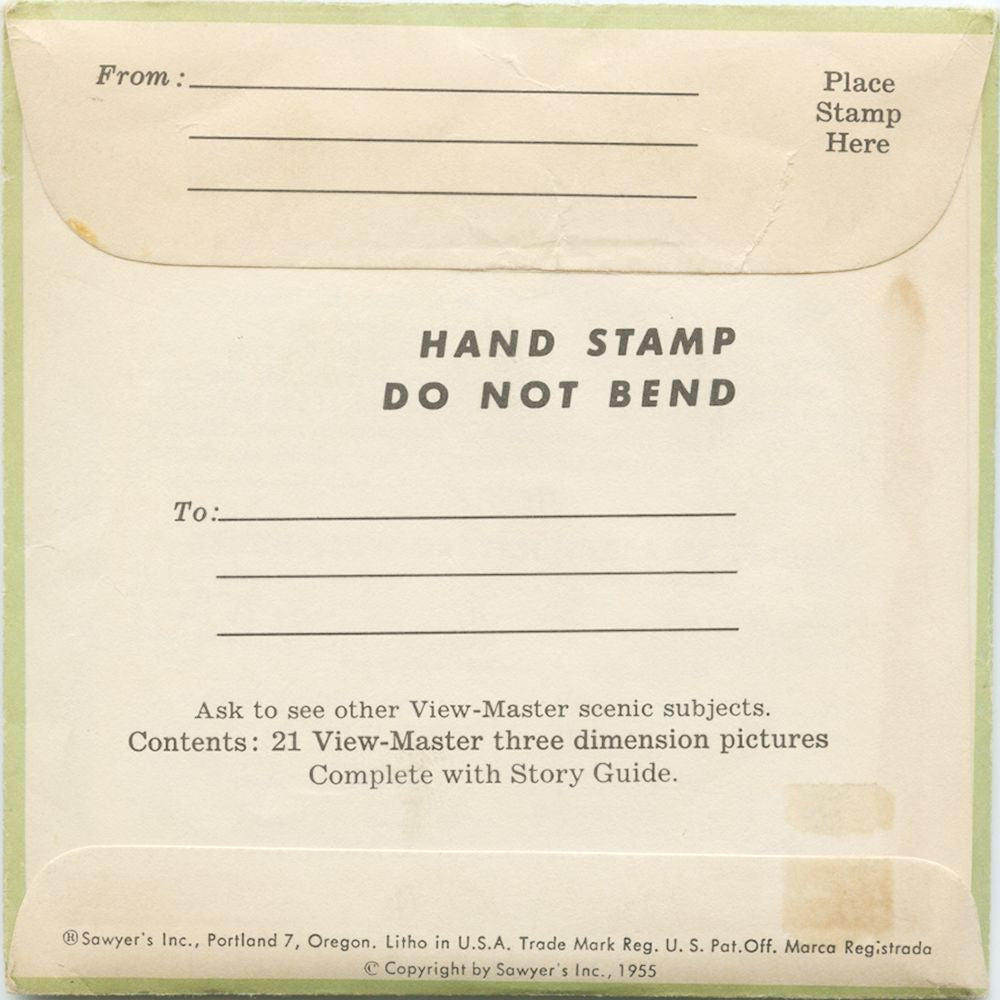 From :
Place
Stamp
Here
HAND STAMP
DO NOT BEND
To:
Ask to see other View-Master scenic subjects.
Contents: 21 View-Master three dimension pictures
Complete with Story Guide.
®Sawyer's Inc., Portland 7, Oregon. Litho in U.S.A. Trade Mark Reg. U. S. Pat.Off. Marca Registrada
© Copyright by Sawyer's Inc., 1955